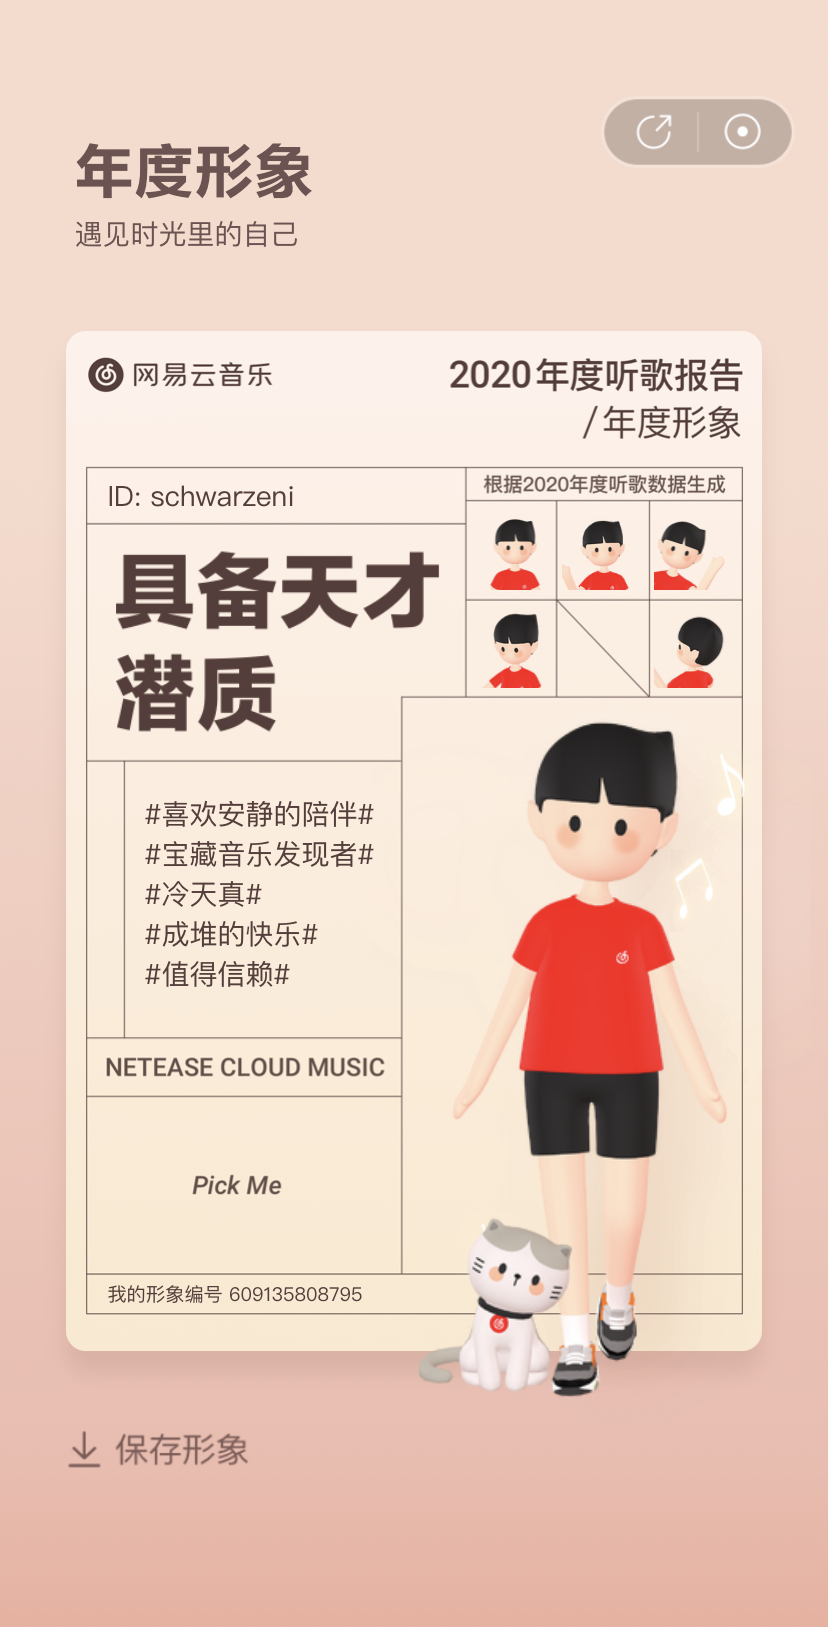 年度形象
遇见时光里的自己
网易云音乐
2020年度听歌报告
/年度形象
ID: schwarzeni
根据2020年度听歌数据生成
具备天才
潜质
#喜欢安静的陪伴#
#宝藏音乐发现者#
#冷天真#
#成堆的快乐#
#值得信赖#
NETEASE CLOUD MUSIC
Pick Me
我的形象编号 609135808795
保存形象